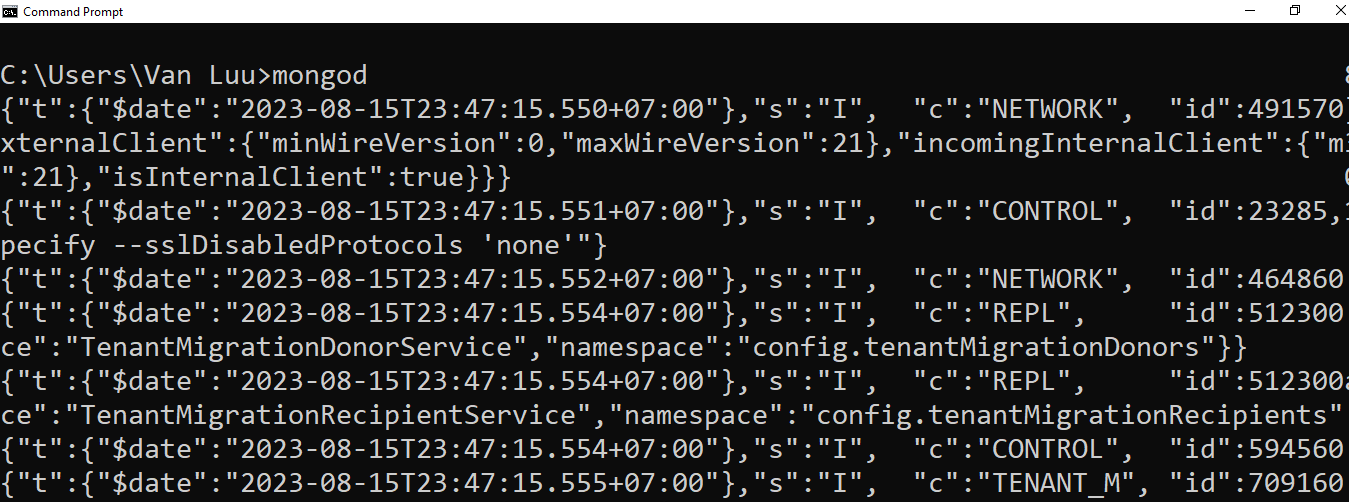 Command Prompt
C:\Users\Van Luu>mongod
{"t":{"$date":"2023-08-15T23:47:15.550+07:00"},"s":"I",  "c":"NETWORK",  "id":491570
xternalClient":{"minWireVersion":0,"maxWireVersion":21},"incomingInternalClient":{"m
":21},"isInternalClient":true}}}
{"t":{"$date":"2023-08-15T23:47:15.551+07:00"},"s":"I",  "c":"CONTROL",  "id":23285,
pecify --sslDisabledProtocols 'none'"}
{"t":{"$date":"2023-08-15T23:47:15.552+07:00"},"s":"I",  "c":"NETWORK",  "id":464860
{"t":{"$date":"2023-08-15T23:47:15.554+07:00"},"s":"I",  "c":"REPL",     "id":512300
ce":"TenantMigrationDonorService","namespace":"config.tenantMigrationDonors"}}
{"t":{"$date":"2023-08-15T23:47:15.554+07:00"},"s":"I",  "c":"REPL",     "id":512300
ce":"TenantMigrationRecipientService","namespace":"config.tenantMigrationRecipients"
{"t":{"$date":"2023-08-15T23:47:15.554+07:00"},"s":"I",  "c":"CONTROL",  "id":594560
{"t":{"$date":"2023-08-15T23:47:15.555+07:00"},"s":"I",  "c":"TENANT_M", "id":709160